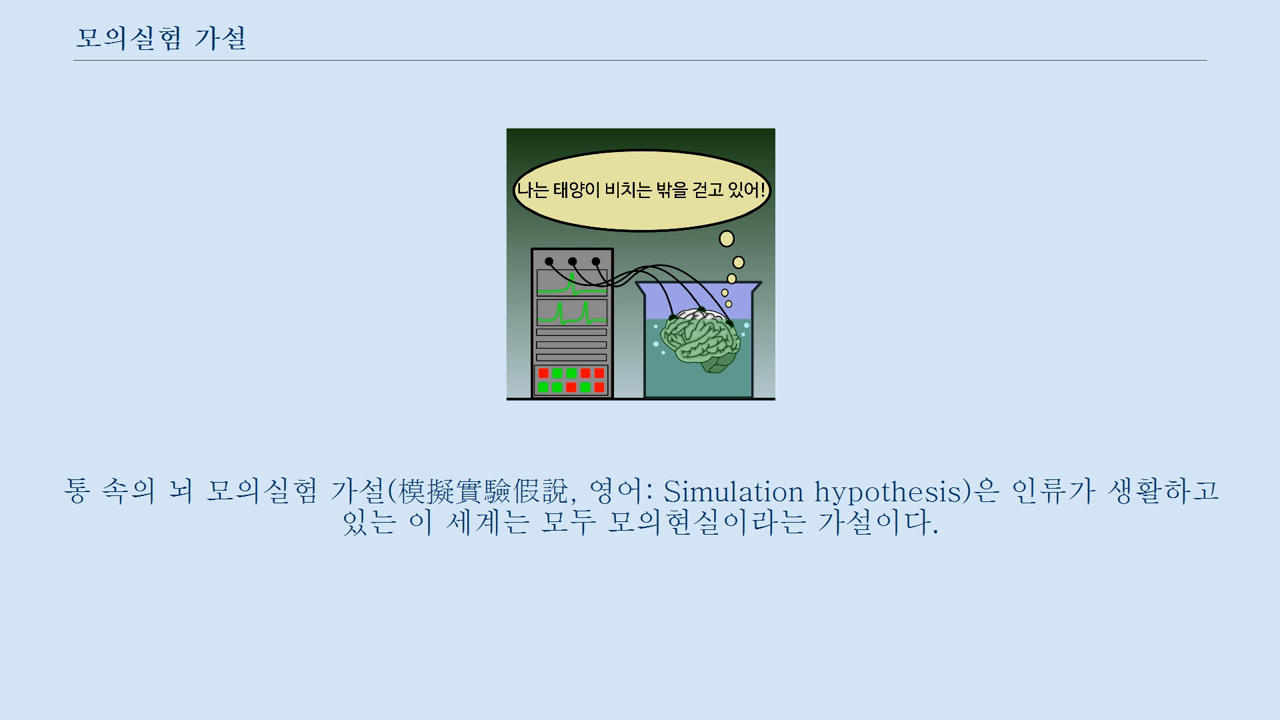 모의실험 가설
나는 태양이 비치는 밖을 걷고 있어!
통 속의 뇌 모의실험 가설(模擬實驗假說, 영어: Simulation hypothesis)은 인류가 생활하고
있는 이 세계는 모두 모의현실이라는 가설이다.